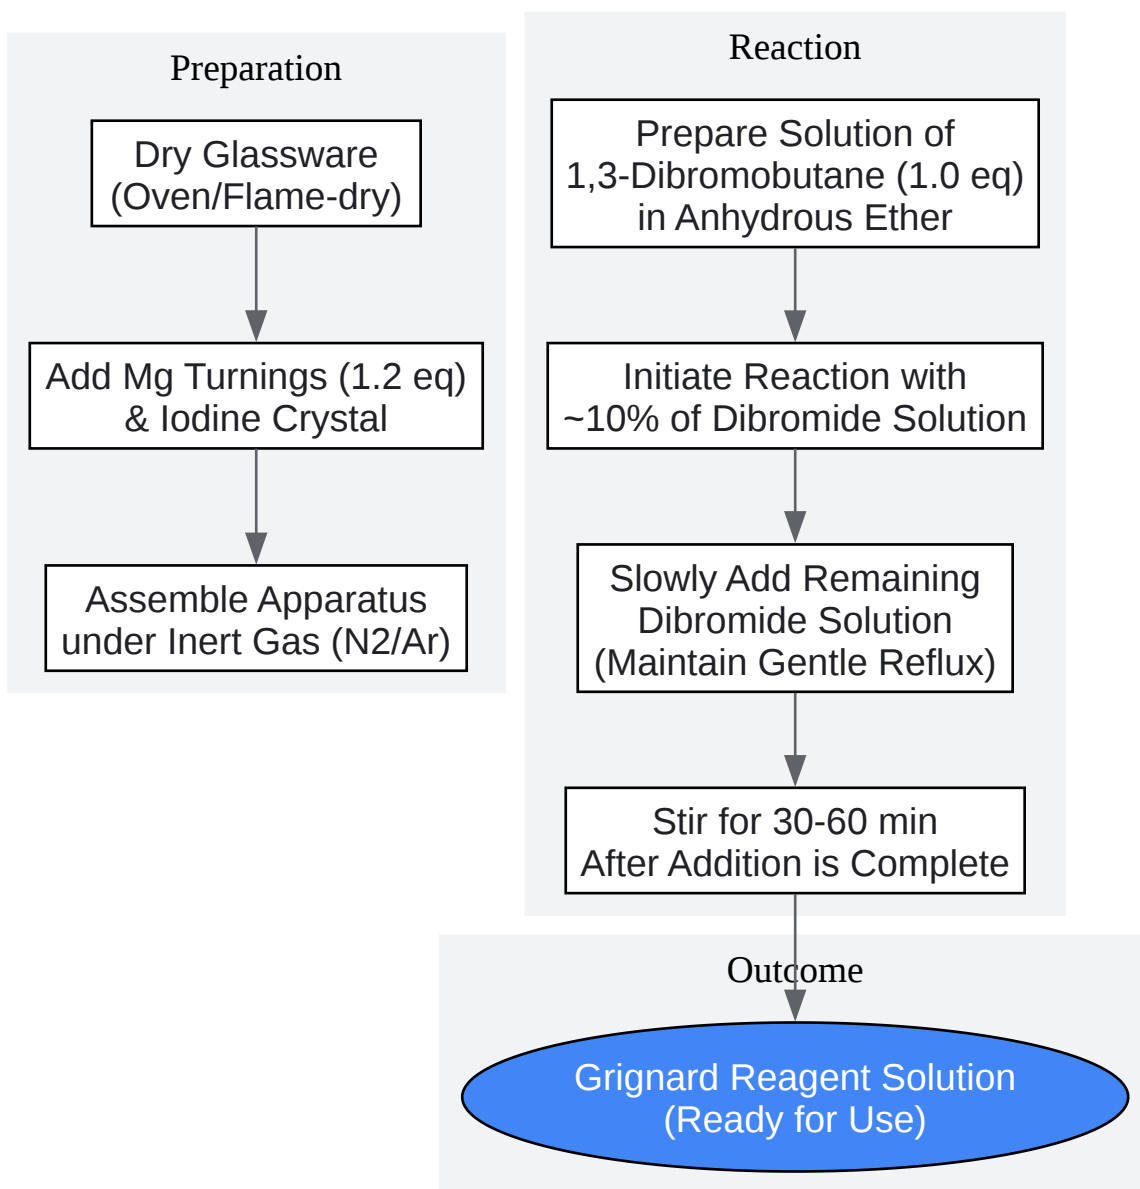 Preparation
Dry Glassware
(Oven/Flame-dry)
Add Mg Turnings (1.2 eq)
& Iodine Crystal
Assemble Apparatus
under Inert Gas (N2/Ar)
Reaction
Prepare Solution of
1,3-Dibromobutane (1.0 eq)
in Anhydrous Ether
Initiate Reaction with
~10% of Dibromide Solution
Slowly Add Remaining
Dibromide Solution
(Maintain Gentle Reflux)
Stir for 30-60 min
After Addition is Complete
Outcome
Grignard Reagent Solution
(Ready for Use)